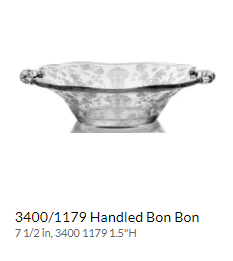 3400/1179 Handled Bon Bon
7 1/2 in, 3400 1179 1.5"H